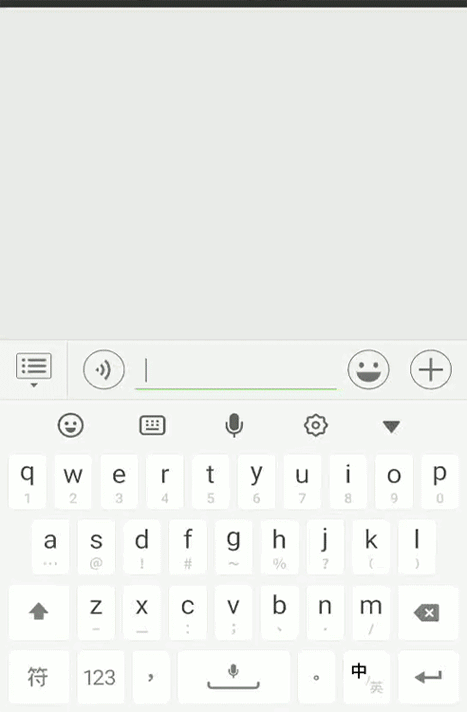 q w e r t y u i o p
1 2 3 4 5 6 7 8 9 0
a s d f g h j k l
… @ ! # ~ % ? ( )
z x c v b n m
– — : ; 、 · /
符 123 , 。 中/英